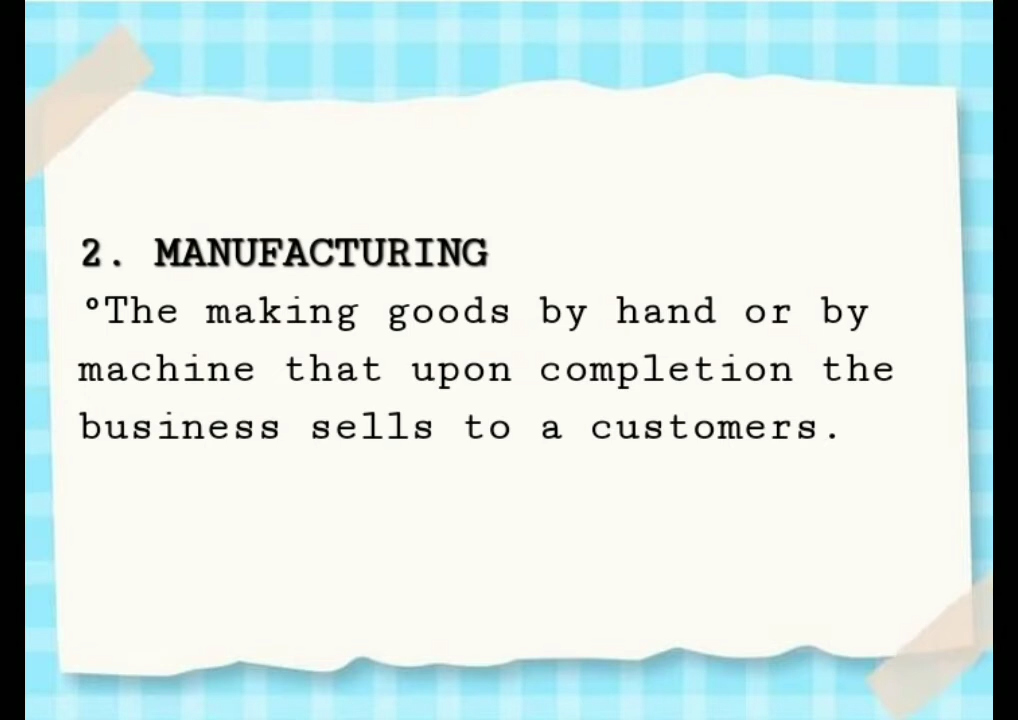 2. MANUFACTURING
°The making goods by hand or by
machine that upon completion the
business sells to a customers.